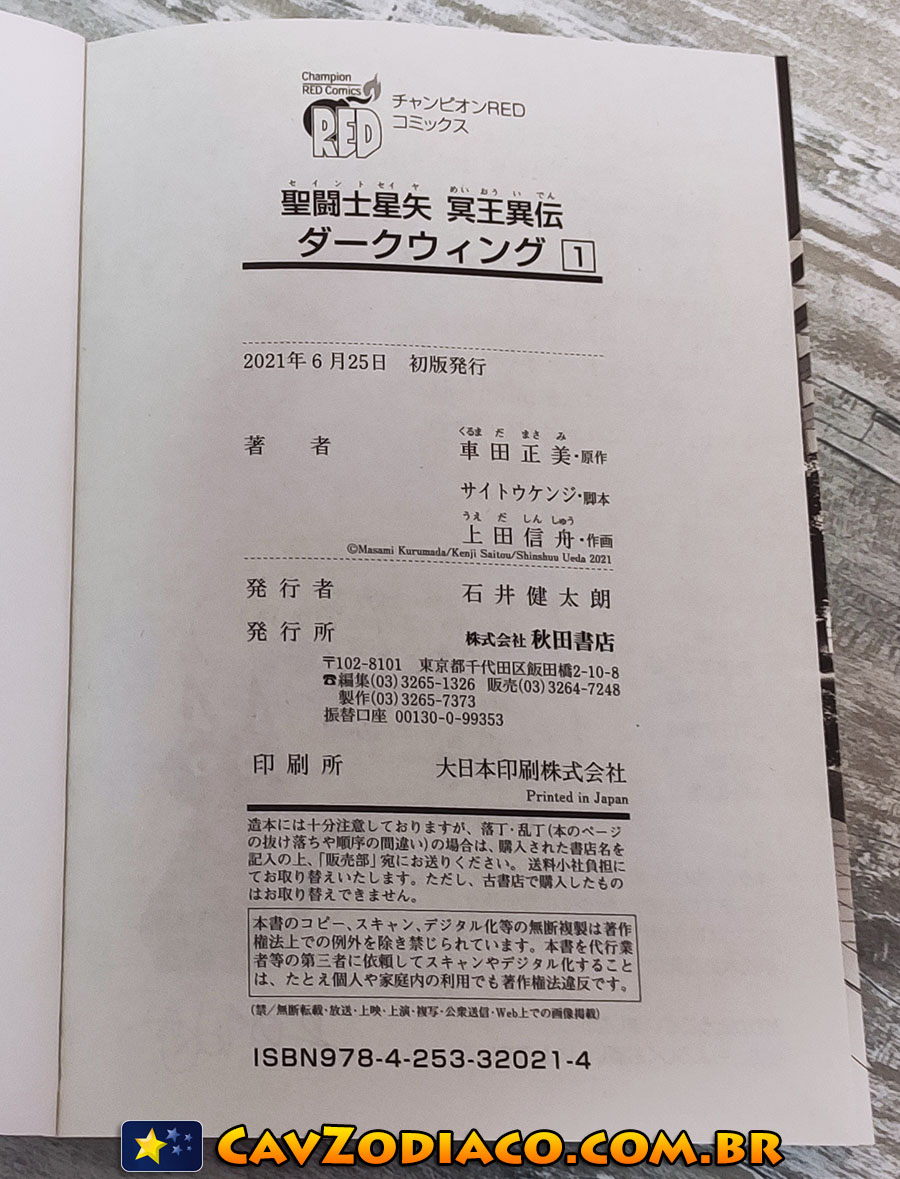 Champion
RED Comics
RED
チャンピオンRED
コミックス
セイントセイヤ めいおういでん
聖闘士星矢 冥王異伝
ダークウィング 1
2021年6月25日 初版発行
くるまだまさみ
著者 車田正美・原作
サイトウケンジ・脚本
うえだしんしゅう
上田信舟・作画
©Masami Kurumada/Kenji Saitou/Shinshuu Ueda 2021
発行者 石井健太朗
発行所 株式会社 秋田書店
〒102-8101 東京都千代田区飯田橋2-10-8
☎編集(03)3265-1326 販売(03)3264-7248
製作(03)3265-7373
振替口座 00130-0-99353
印刷所 大日本印刷株式会社
Printed in Japan
造本には十分注意しておりますが、落丁・乱丁(本のページ
の抜け落ちや順序の間違い)の場合は、購入された書店名を
記入の上、「販売部」宛にお送りください。送料小社負担に
てお取り替えいたします。ただし、古書店で購入したもの
はお取り替えできません。
本書のコピー、スキャン、デジタル化等の無断複製は著作
権法上での例外を除き禁じられています。本書を代行業
者等の第三者に依頼してスキャンやデジタル化すること
は、たとえ個人や家庭内の利用でも著作権法違反です。
(禁/無断転載・放送・上映・上演・複写・公衆送信・Web上での画像掲載)
ISBN978-4-253-32021-4
CavZodiaco.com.br